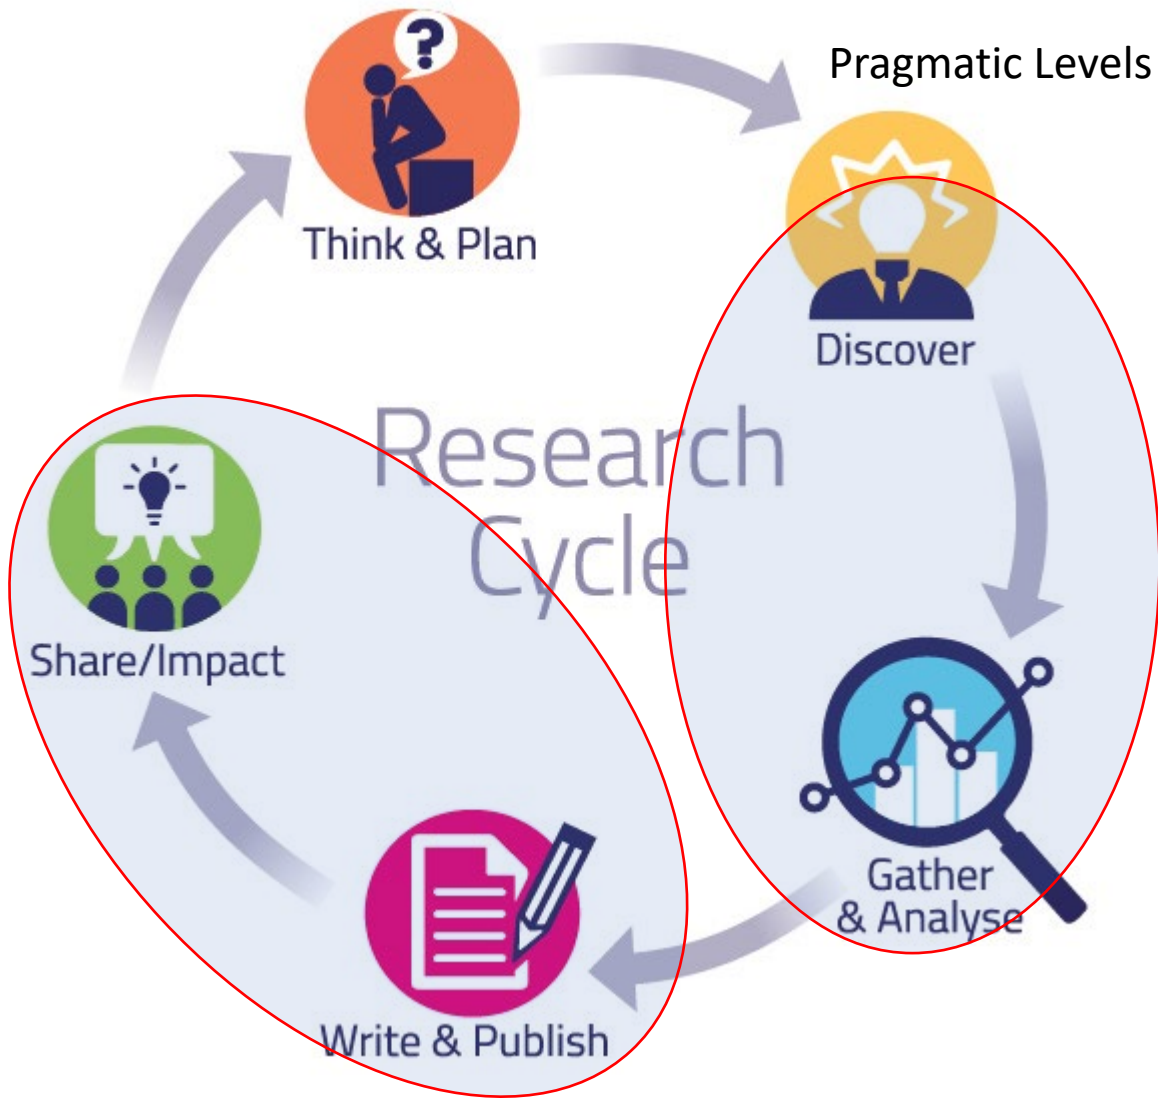 Pragmatic Levels
?
Think & Plan
Discover
Research
Cycle
Gather
& Analyse
Write & Publish
Share/Impact